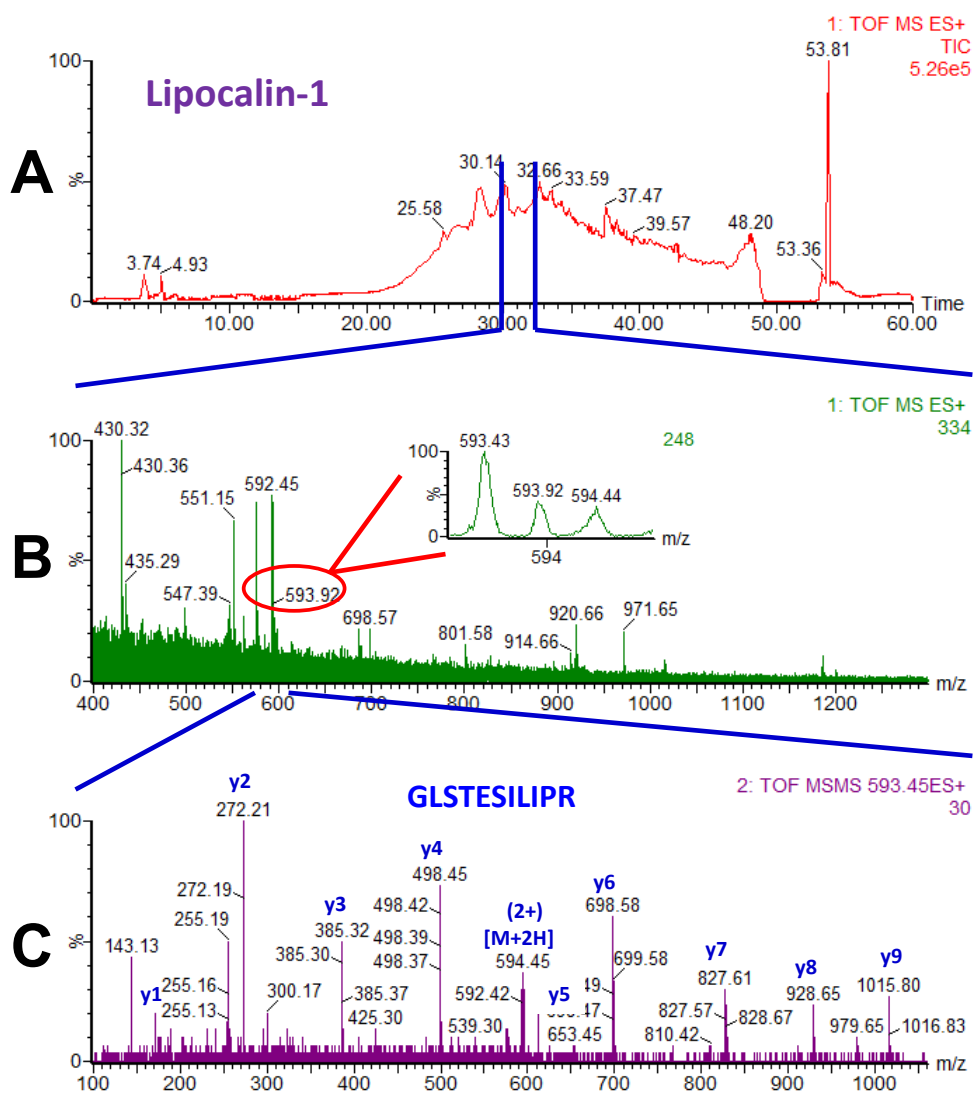 1: TOF MS ES+
TIC
5.26e5
Lipocalin-1
A
100
%
0
3.74
4.93
25.58
30.14
32.66
33.59
37.47
39.57
48.20
53.36
53.81
10.00 20.00 30.00 40.00 50.00 60.00
Time
1: TOF MS ES+
334
248
B
100
%
0
430.32
430.36
435.29
547.39
551.15
592.45
593.92
698.57
801.58
914.66
920.66
971.65
100
%
0
593.43
593.92
594.44
594
m/z
400 500 600 700 800 900 1000 1100 1200
m/z
GLSTESILIPR
2: TOF MSMS 593.45ES+
30
C
100
%
0
143.13
y1
y2
272.21
272.19
255.19
255.16
255.13
300.17
y3
385.32
385.30
385.37
425.30
y4
498.45
498.42
498.39
498.37
539.30
(2+)
[M+2H]
594.45
592.42
y5
653.45
y6
698.58
699.58
y7
827.61
827.57
828.67
810.42
y8
928.65
979.65
y9
1015.80
1016.83
100 200 300 400 500 600 700 800 900 1000
m/z